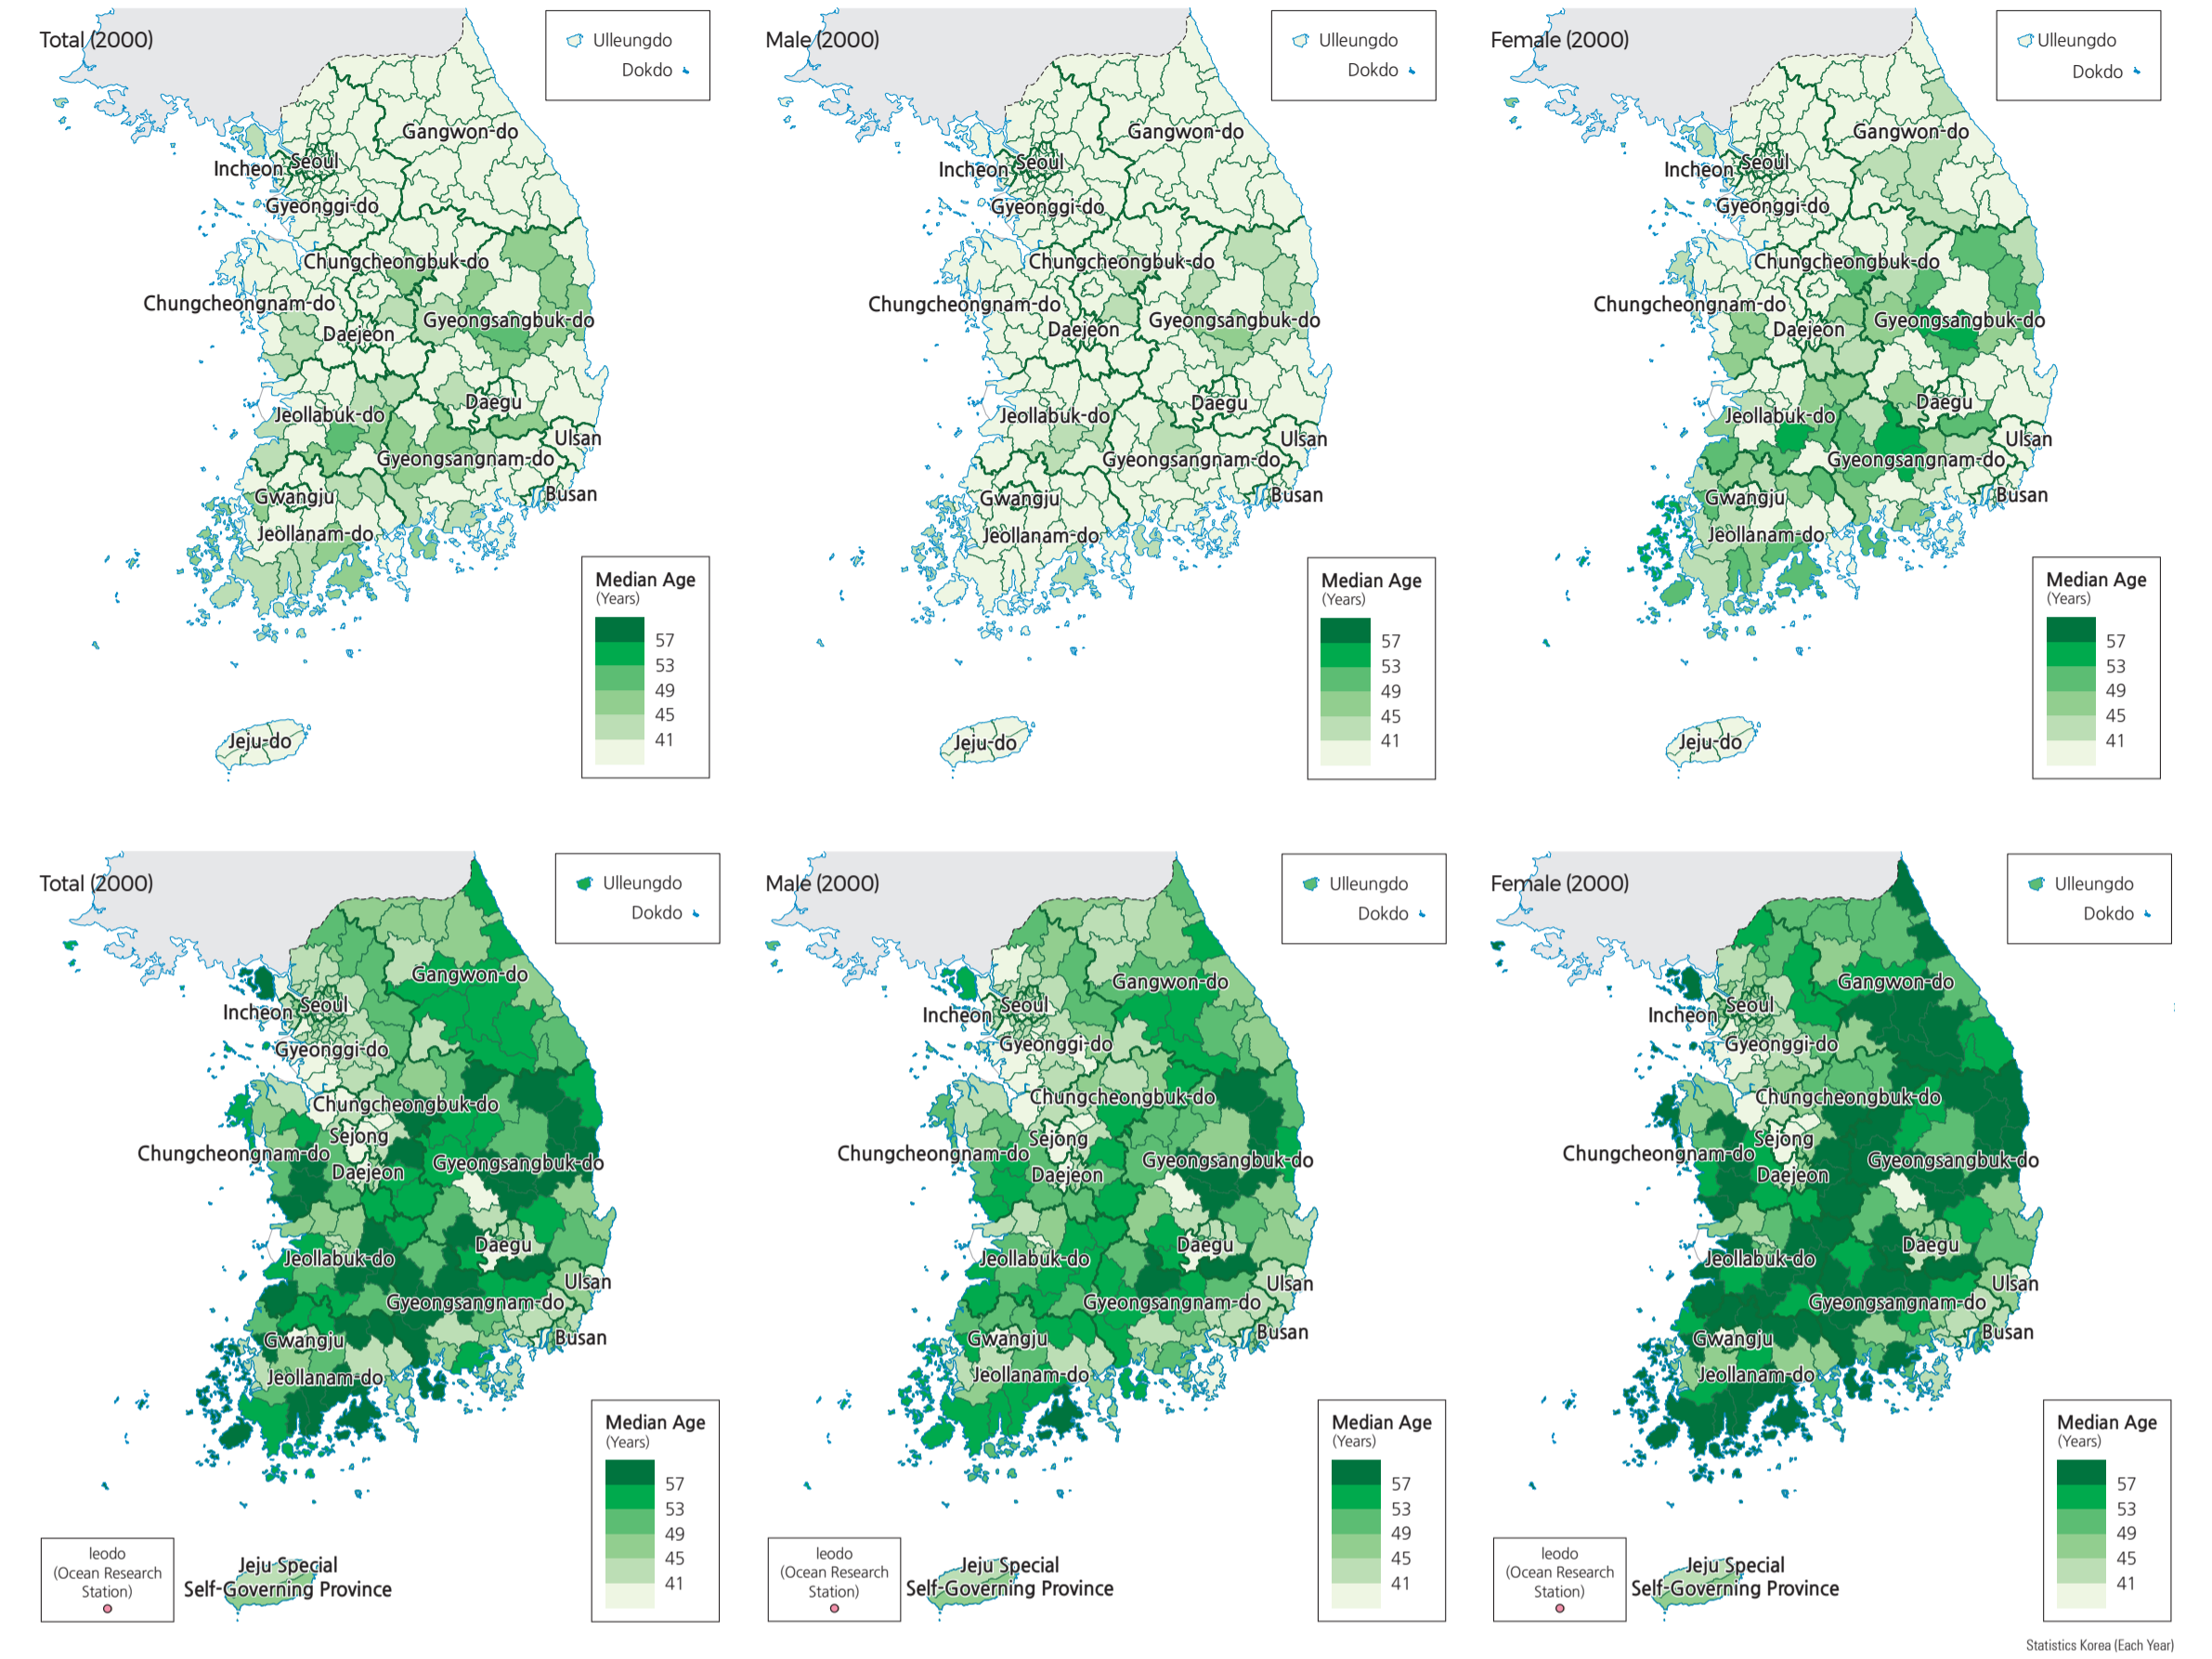 Total (2000)
Ulleungdo
Dokdo
Gangwon-do
Seoul
Incheon
Gyeonggi-do
Chungcheongbuk-do
Chungcheongnam-do
Gyeongsangbuk-do
Daejeon
Daegu
Jeollabuk-do
Ulsan
Gyeongsangnam-do
Gwangju
Busan
Jeollanam-do
Median Age
(Years)
57
53
49
45
41
Jeju-do
Male (2000)
Ulleungdo
Dokdo
Gangwon-do
Seoul
Incheon
Gyeonggi-do
Chungcheongbuk-do
Chungcheongnam-do
Gyeongsangbuk-do
Daejeon
Daegu
Jeollabuk-do
Ulsan
Gyeongsangnam-do
Gwangju
Busan
Jeollanam-do
Median Age
(Years)
57
53
49
45
41
Jeju-do
Female (2000)
Ulleungdo
Dokdo
Gangwon-do
Seoul
Incheon
Gyeonggi-do
Chungcheongbuk-do
Chungcheongnam-do
Gyeongsangbuk-do
Daejeon
Daegu
Jeollabuk-do
Ulsan
Gyeongsangnam-do
Gwangju
Busan
Jeollanam-do
Median Age
(Years)
57
53
49
45
41
Jeju-do
Total (2000)
Ulleungdo
Dokdo
Gangwon-do
Seoul
Incheon
Gyeonggi-do
Chungcheongbuk-do
Sejong
Chungcheongnam-do
Gyeongsangbuk-do
Daejeon
Daegu
Jeollabuk-do
Ulsan
Gyeongsangnam-do
Gwangju
Busan
Jeollanam-do
Median Age
(Years)
57
53
49
45
41
Ieodo
(Ocean Research
Station)
Jeju Special
Self-Governing Province
Male (2000)
Ulleungdo
Dokdo
Gangwon-do
Seoul
Incheon
Gyeonggi-do
Chungcheongbuk-do
Sejong
Chungcheongnam-do
Gyeongsangbuk-do
Daejeon
Daegu
Jeollabuk-do
Ulsan
Gyeongsangnam-do
Gwangju
Busan
Jeollanam-do
Median Age
(Years)
57
53
49
45
41
Ieodo
(Ocean Research
Station)
Jeju Special
Self-Governing Province
Female (2000)
Ulleungdo
Dokdo
Gangwon-do
Seoul
Incheon
Gyeonggi-do
Chungcheongbuk-do
Sejong
Chungcheongnam-do
Gyeongsangbuk-do
Daejeon
Daegu
Jeollabuk-do
Ulsan
Gyeongsangnam-do
Gwangju
Busan
Jeollanam-do
Median Age
(Years)
57
53
49
45
41
Ieodo
(Ocean Research
Station)
Jeju Special
Self-Governing Province
Statistics Korea (Each Year)